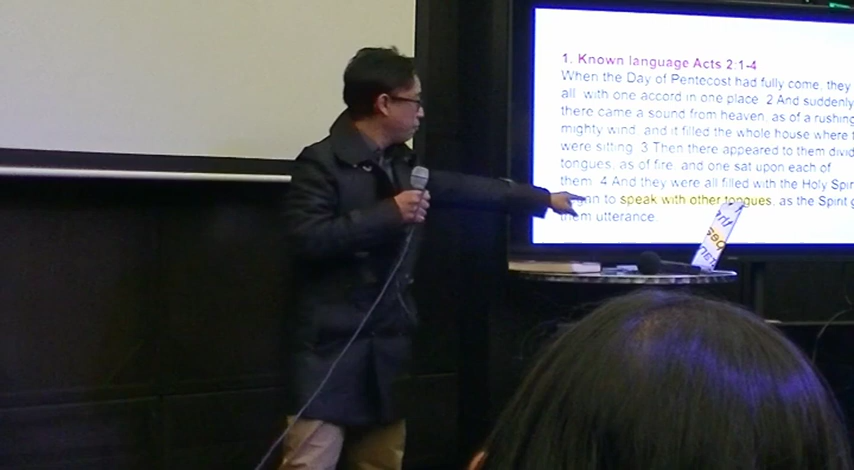 1. Known language Acts 2:1-4
When the Day of Pentecost had fully come, they
all with one accord in one place 2 And suddenly
there came a sound from heaven, as of a rushing
mighty wind, and it filled the whole house where
were sitting 3 Then there appeared to them
tongues, as of fire, and one sat upon each of
them 4 And they were all filled with the Holy
to speak with other tongues, as the Spirit
them utterance